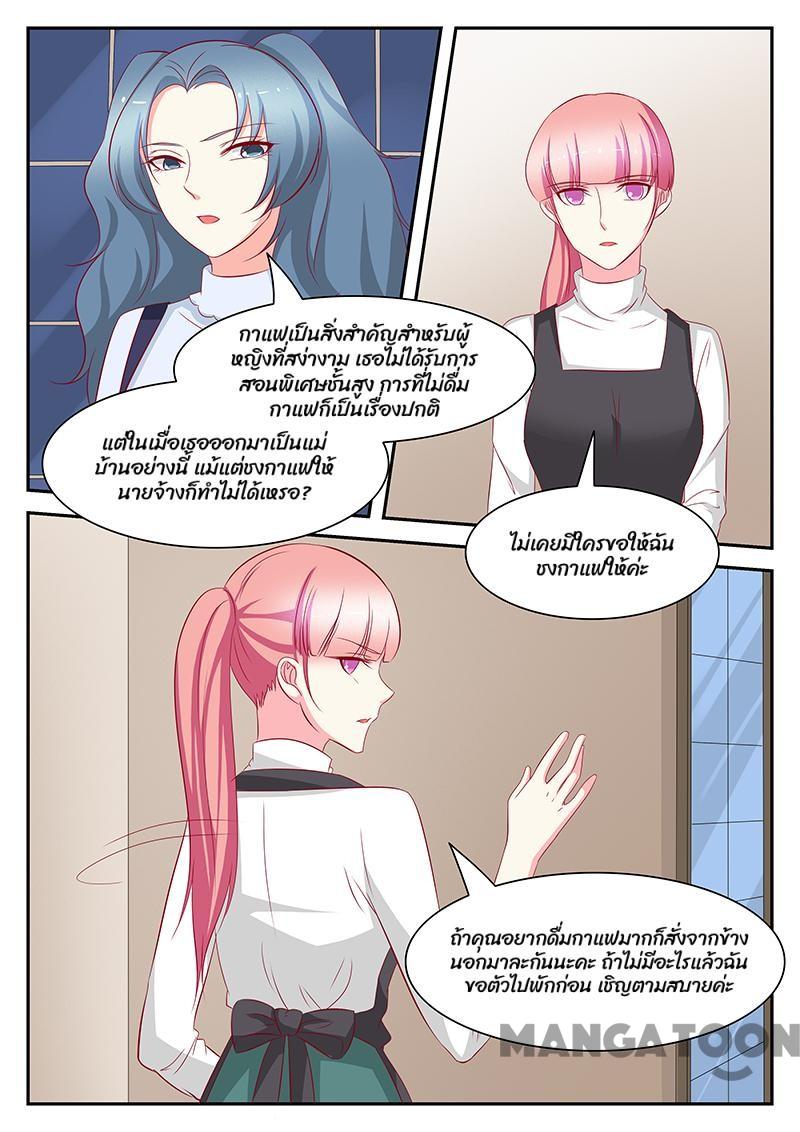 กาแฟเป็นสิ่งสำคัญสำหรับผู้
หญิงที่สง่างาม เธอไม่ได้รับการ
สอนพิเศษชั้นสูง การที่ไม่ดื่ม
กาแฟก็เป็นเรื่องปกติ
แต่ในเมื่อเธอออกมาเป็นแม่
บ้านอย่างนี้ แม้แต่ชงกาแฟให้
นายจ้างก็ทำไม่ได้เหรอ?
ไม่เคยมีใครขอให้ฉัน
ชงกาแฟให้ค่ะ
ถ้าคุณอยากดื่มกาแฟมากก็สั่งจากข้าง
นอกมาละกันนะคะ ถ้าไม่มีอะไรแล้วฉัน
ขอตัวไปพักก่อน เชิญตามสบายค่ะ
MANGATOON